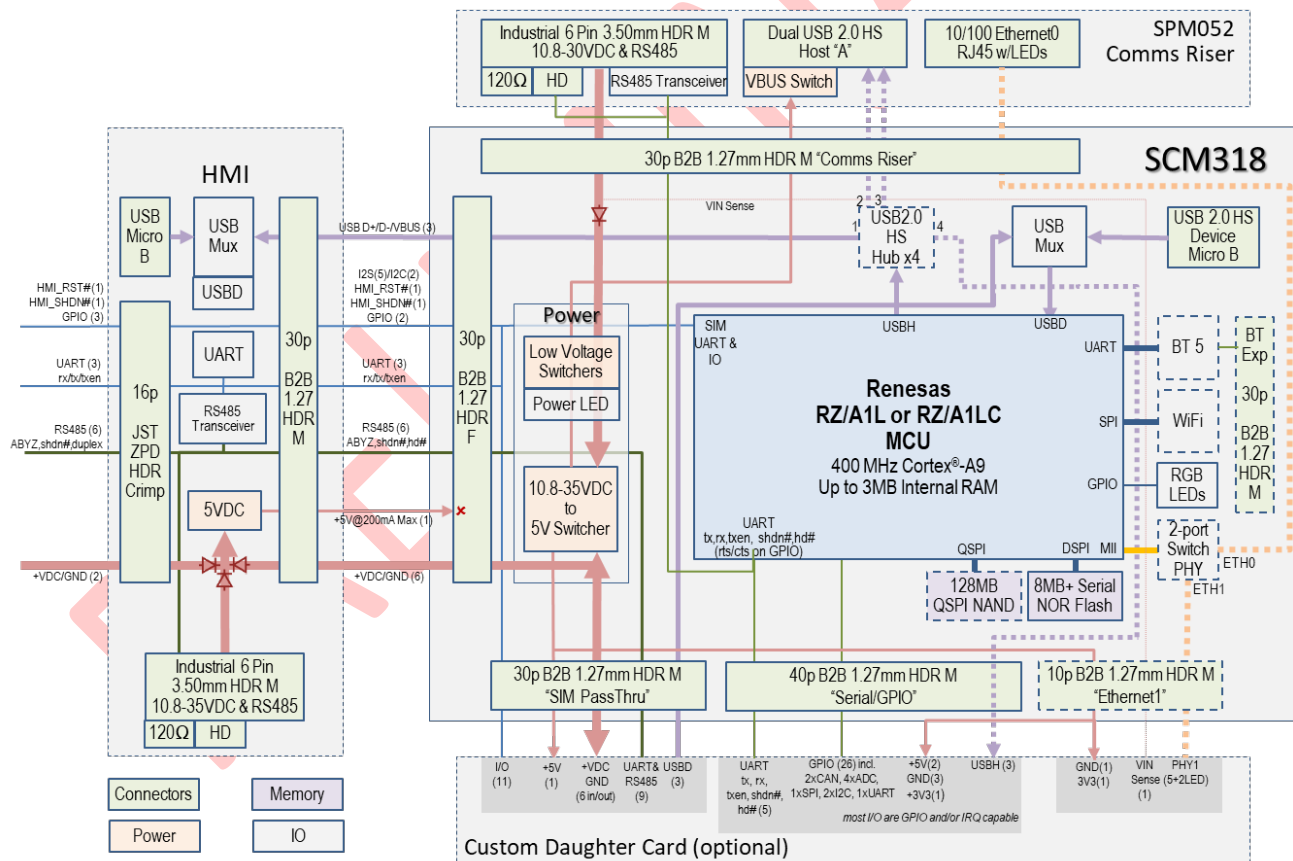 SPM052
Comms Riser
Industrial 6 Pin 3.50mm HDR M
10.8-30VDC & RS485
120Ω
HD
RS485 Transceiver
Dual USB 2.0 HS
Host “A”
VBUS Switch
10/100 Ethernet0
RJ45 w/LEDs
SCM318
30p B2B 1.27mm HDR M “Comms Riser”
HMI
USB
Micro
B
USB
Mux
USBD
UART
RS485
Transceiver
5VDC
16p
JST
ZPD
HDR
Crimp
30p
B2B
1.27
HDR M
HMI_RST# (1)
HMI_SHDN# (1)
GPIO (3)
UART (3)
rx/tx/txen
RS485 (6)
ABYZ,shdn#,duplex
+VDC/GND (2)
Industrial 6 Pin
3.50mm HDR M
10.8-35VDC & RS485
120Ω
HD
USB D+/D-/VBUS (3)
I2S(5)/I2C(2)
HMI_RST# (1)
HMI_SHDN# (1)
GPIO (2)
UART (3)
rx/tx/txen
RS485 (6)
ABYZ,shdn#,hd#
+5V@200mA Max (1)
+VDC/GND (6)
30p
B2B
1.27
HDR F
VIN Sense
Power
Low Voltage
Switchers
Power LED
10.8-35VDC
to
5V Switcher
2
3
1
4
USB2.0
HS
Hub x4
USB
Mux
USB 2.0 HS
Device
Micro B
SIM
UART &
IO
USBH
USBD
UART
SPI
GPIO
MII
Renesas
RZ/A1L or RZ/A1LC
MCU
400 MHz Cortex®-A9
Up to 3MB Internal RAM
UART
tx,rx,txen, shdn#,hd#
(rts/cts on GPIO)
QSPI
DSPI
BT 5
WiFi
RGB
LEDs
2-port
Switch
PHY
ETH0
ETH1
BT
Exp
30p
B2B
1.27
HDR
M
128MB
QSPI NAND
8MB+ Serial
NOR Flash
30p B2B 1.27mm HDR M
“SIM PassThru”
40p B2B 1.27mm HDR M
“Serial/GPIO”
10p B2B 1.27mm HDR M
“Ethernet1”
I/O
(11)
+5V
(1)
+VDC
GND
(6 in/out)
UART&
RS485
(9)
USBD
(3)
UART
tx, rx,
txen, shdn#,
hd# (5)
GPIO (26) incl.
2xCAN, 4xADC,
1xSPI, 2xI2C, 1xUART
+5V(2)
GND(3)
+3V3(1)
USBH (3)
most I/O are GPIO and/or IRQ capable
GND(1)
3V3(1)
VIN
Sense
(1)
PHY1
(5+2LED)
Custom Daughter Card (optional)
Connectors
Memory
Power
IO